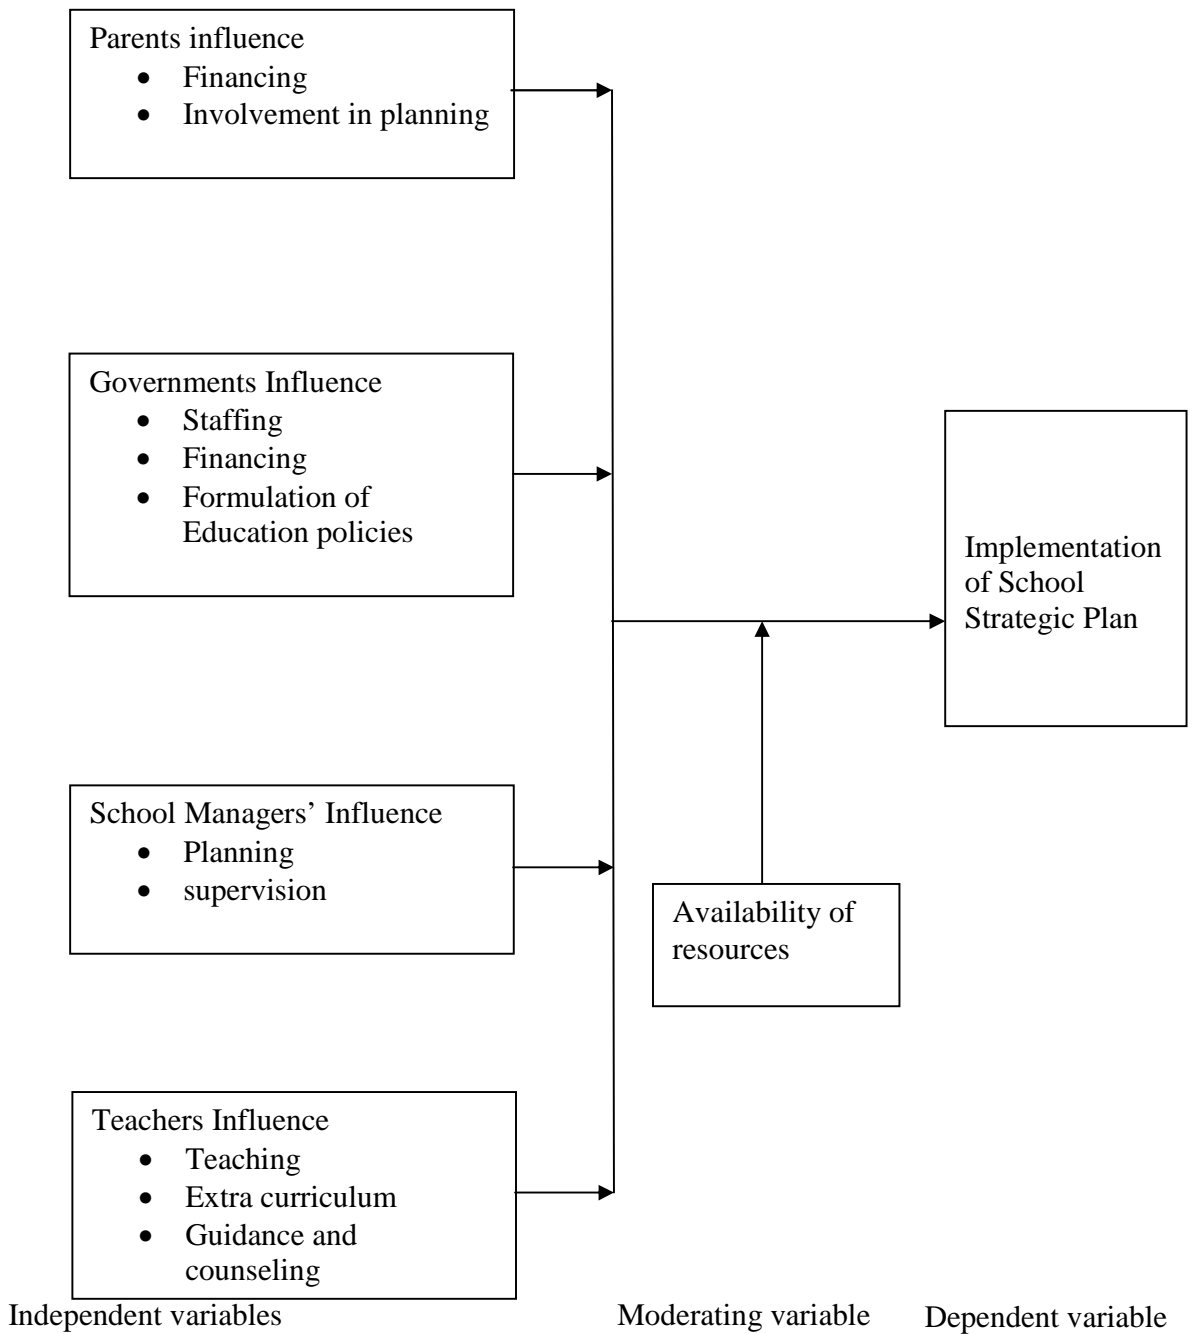 Parents influence
• Financing
• Involvement in planning
Governments Influence
• Staffing
• Financing
• Formulation of
Education policies
School Managers’ Influence
• Planning
• supervision
Teachers Influence
• Teaching
• Extra curriculum
• Guidance and
counseling
Availability of
resources
Implementation
of School
Strategic Plan
Independent variables
Moderating variable
Dependent variable